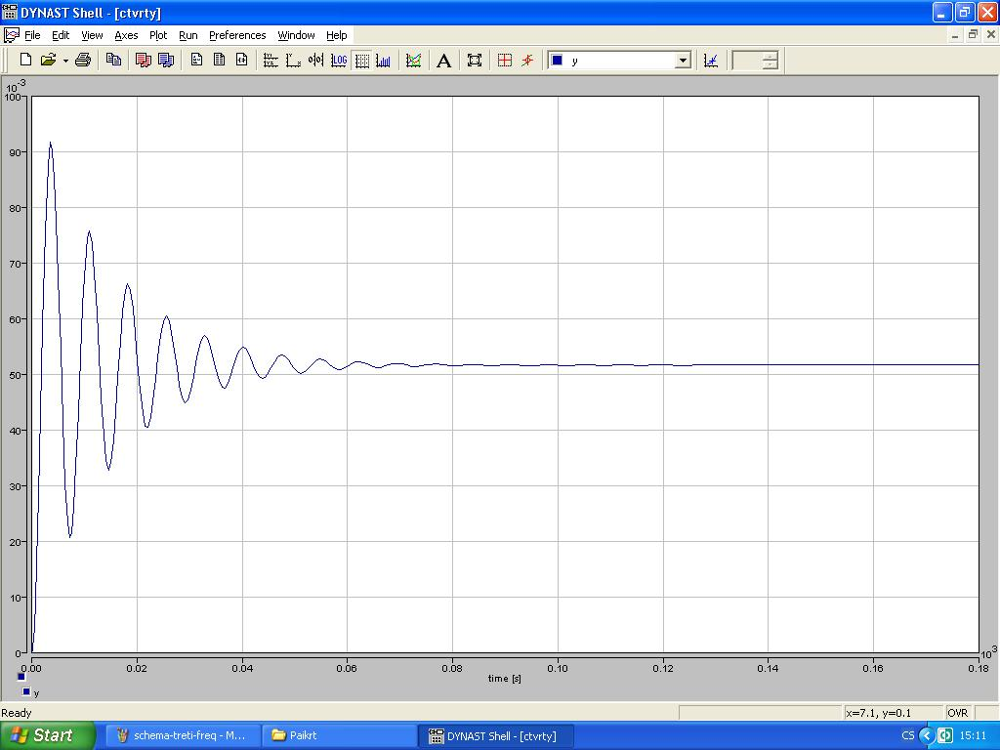 DYNAST Shell - [ctvrty]
File Edit View Axes Plot Run Preferences Window Help
LOG A y
10⁻³
100
90
80
70
60
50
40
30
20
10
0
0.00 0.02 0.04 0.06 0.08 0.10 0.12 0.14 0.16 0.18
10³
time [s]
y
Ready x=7.1, y=0.1 OVR
Start schema-treti-freq - M... Paikrt DYNAST Shell - [ctvrty] CS 15:11